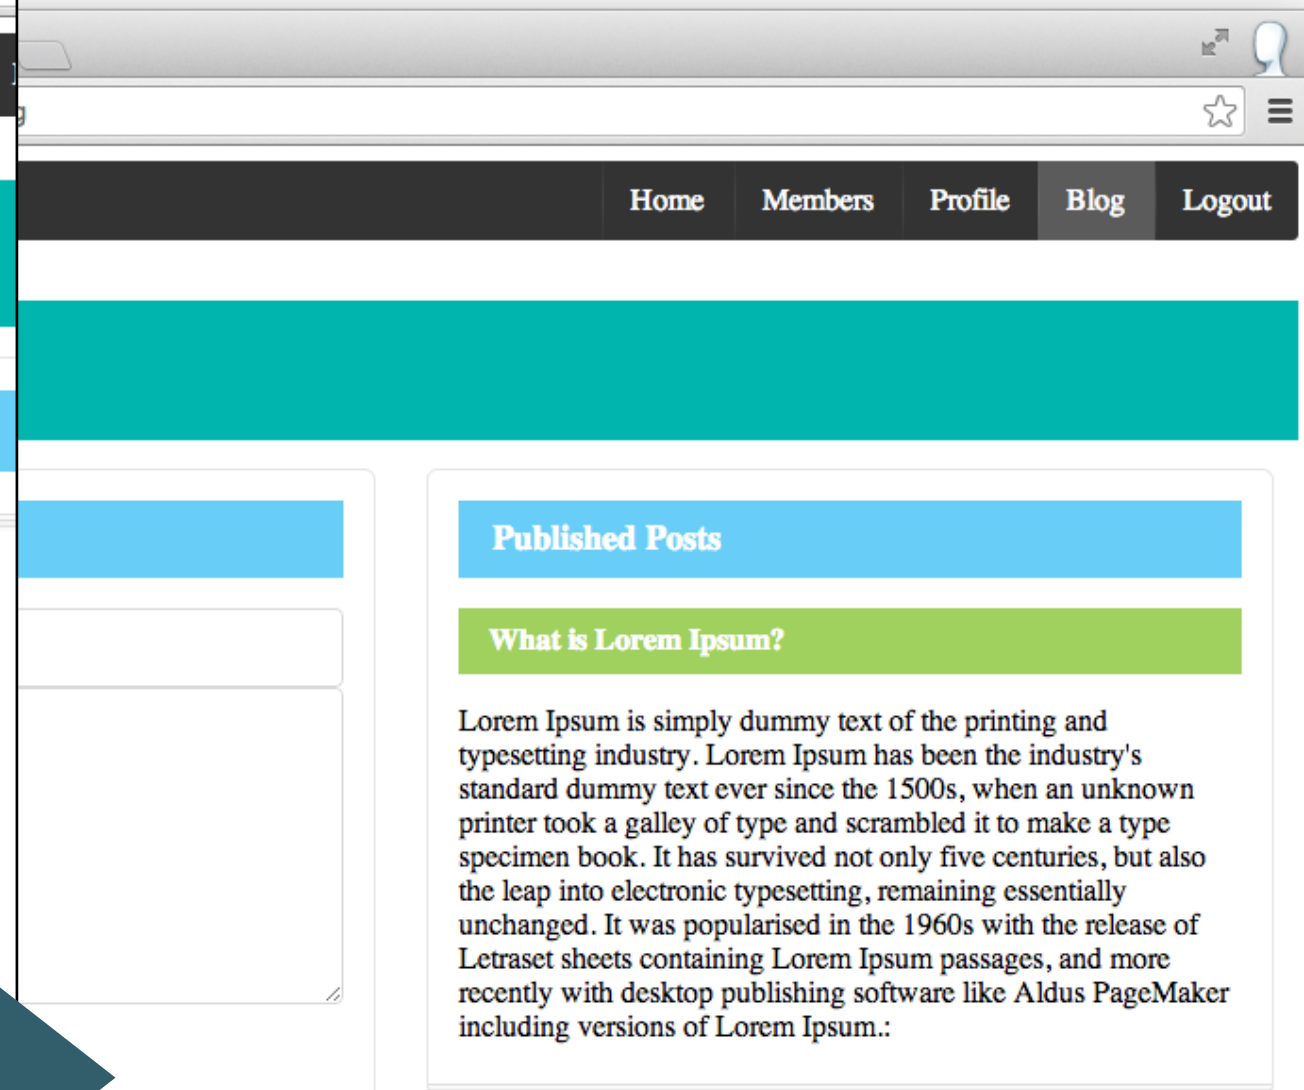 g
Home Members Profile Blog Logout
Published Posts
What is Lorem Ipsum?
Lorem Ipsum is simply dummy text of the printing and
typesetting industry. Lorem Ipsum has been the industry's
standard dummy text ever since the 1500s, when an unknown
printer took a galley of type and scrambled it to make a type
specimen book. It has survived not only five centuries, but also
the leap into electronic typesetting, remaining essentially
unchanged. It was popularised in the 1960s with the release of
Letraset sheets containing Lorem Ipsum passages, and more
recently with desktop publishing software like Aldus PageMaker
including versions of Lorem Ipsum.: